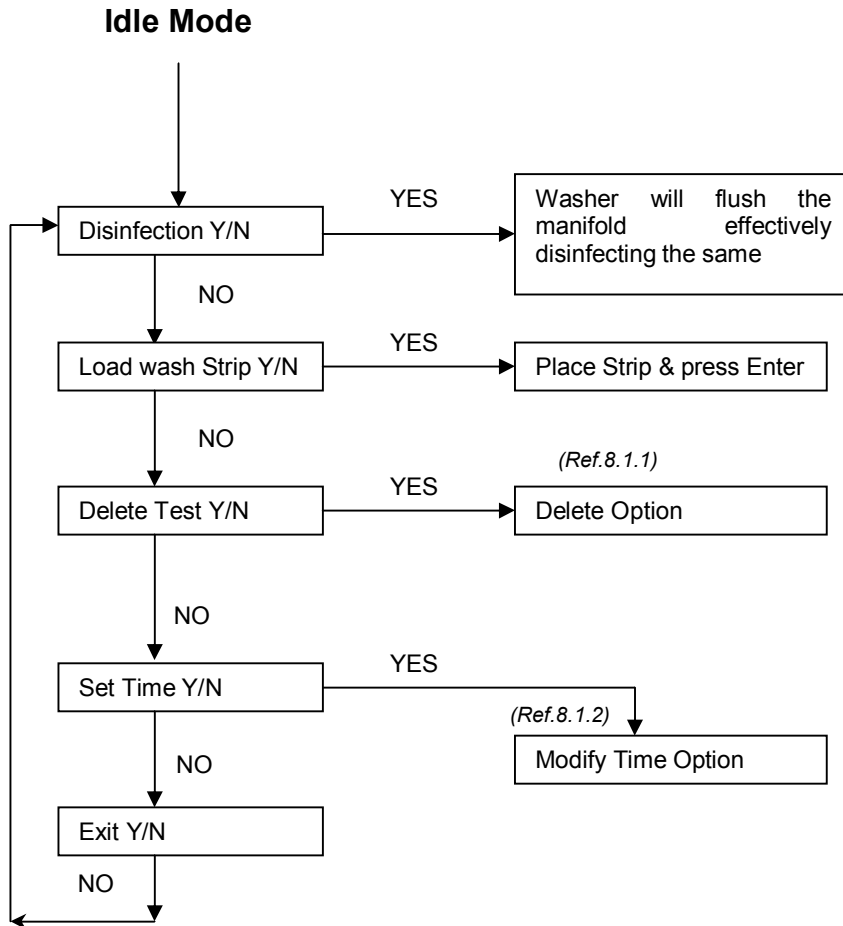 Idle Mode
Disinfection Y/N
YES
Washer will flush the
manifold effectively
disinfecting the same
NO
Load wash Strip Y/N
YES
Place Strip & press Enter
NO
(Ref.8.1.1)
Delete Test Y/N
YES
Delete Option
NO
Set Time Y/N
YES
(Ref.8.1.2)
Modify Time Option
NO
Exit Y/N
NO